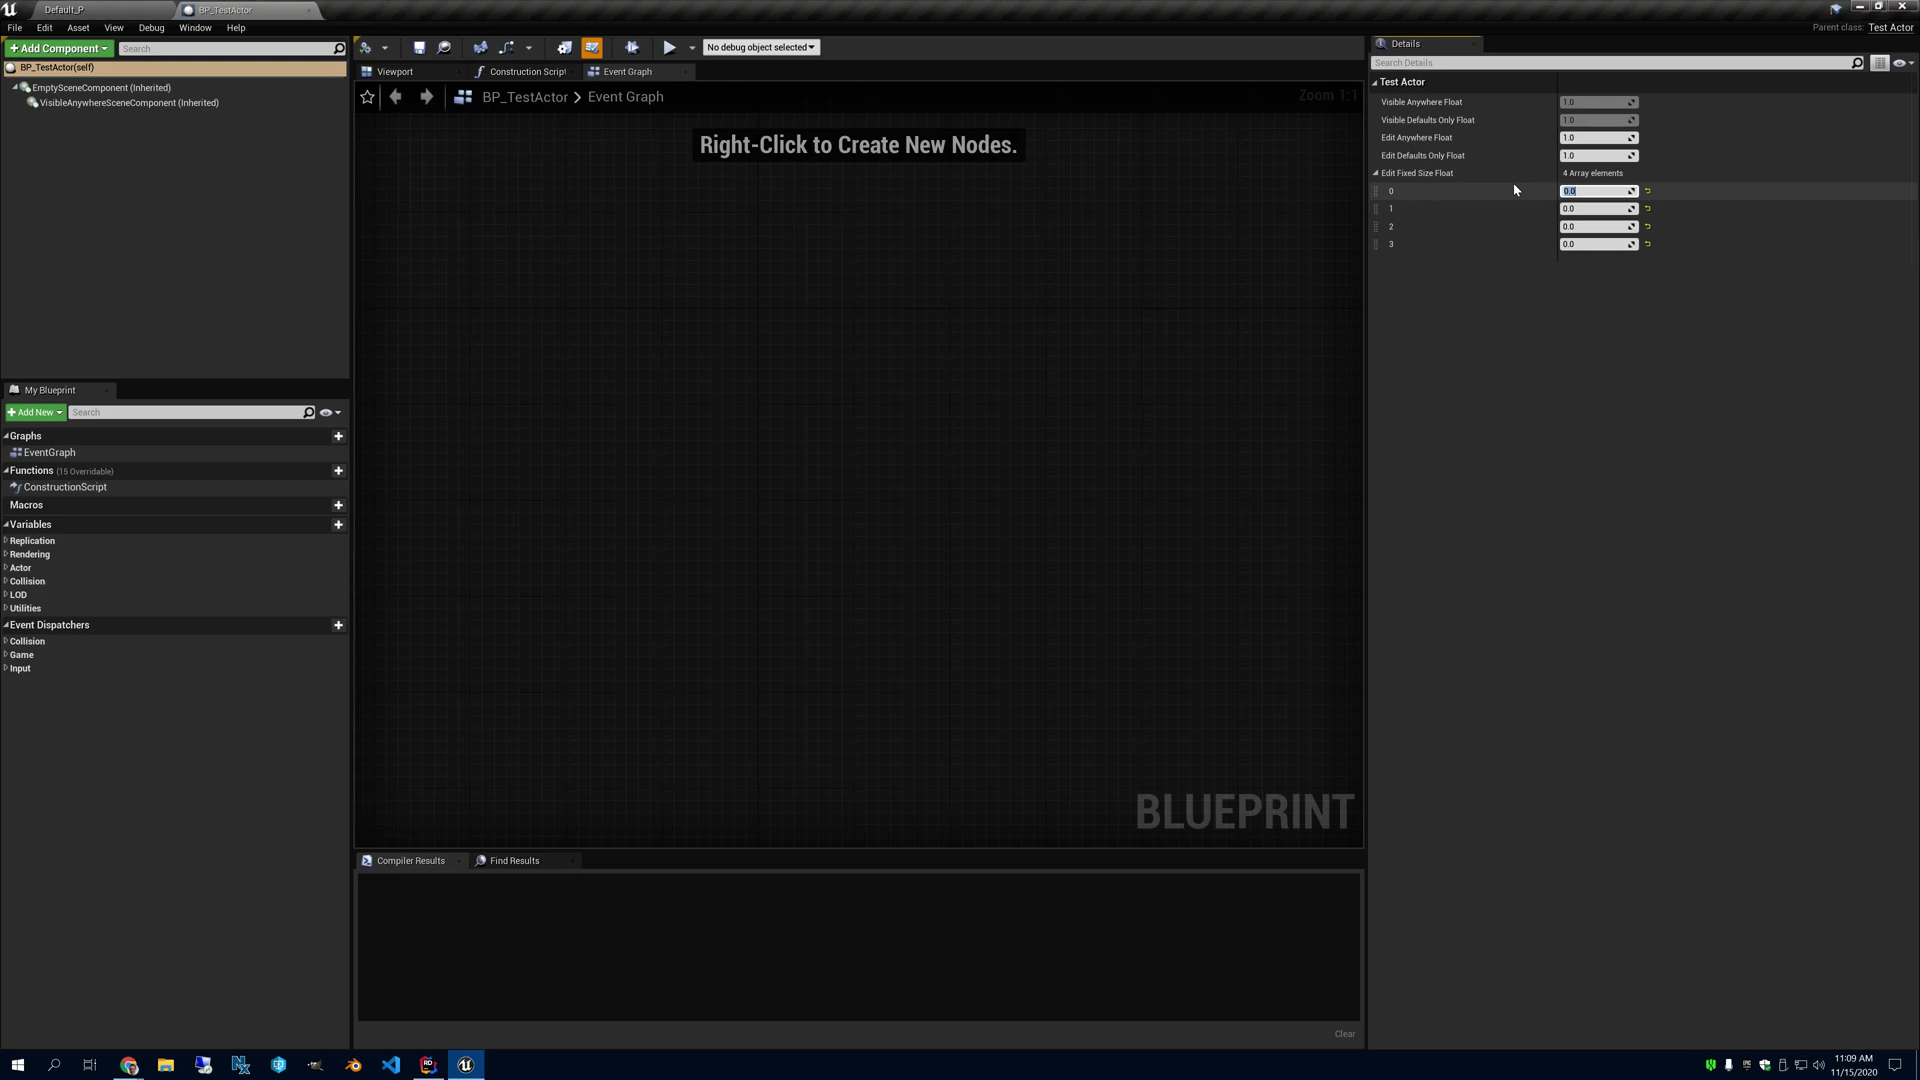 Default_P
BP_TestActor
File Edit Asset View Debug Window Help
Parent class: Test Actor
Add Component
Search
BP_TestActor(self)
EmptySceneComponent (Inherited)
VisibleAnywhereSceneComponent (Inherited)
My Blueprint
Add New
Search
Graphs
EventGraph
Functions (15 Overridable)
ConstructionScript
Macros
Variables
Replication
Rendering
Actor
Collision
LOD
Utilities
Event Dispatchers
Collision
Game
Input
No debug object selected
Viewport
Construction Script
Event Graph
BP_TestActor > Event Graph
Zoom 1:1
Right-Click to Create New Nodes.
BLUEPRINT
Compiler Results
Find Results
Clear
Details
Search Details
Test Actor
Visible Anywhere Float 1.0
Visible Defaults Only Float 1.0
Edit Anywhere Float 1.0
Edit Defaults Only Float 1.0
Edit Fixed Size Float 4 Array elements
0 0.0
1 0.0
2 0.0
3 0.0
11:09 AM
11/15/2020